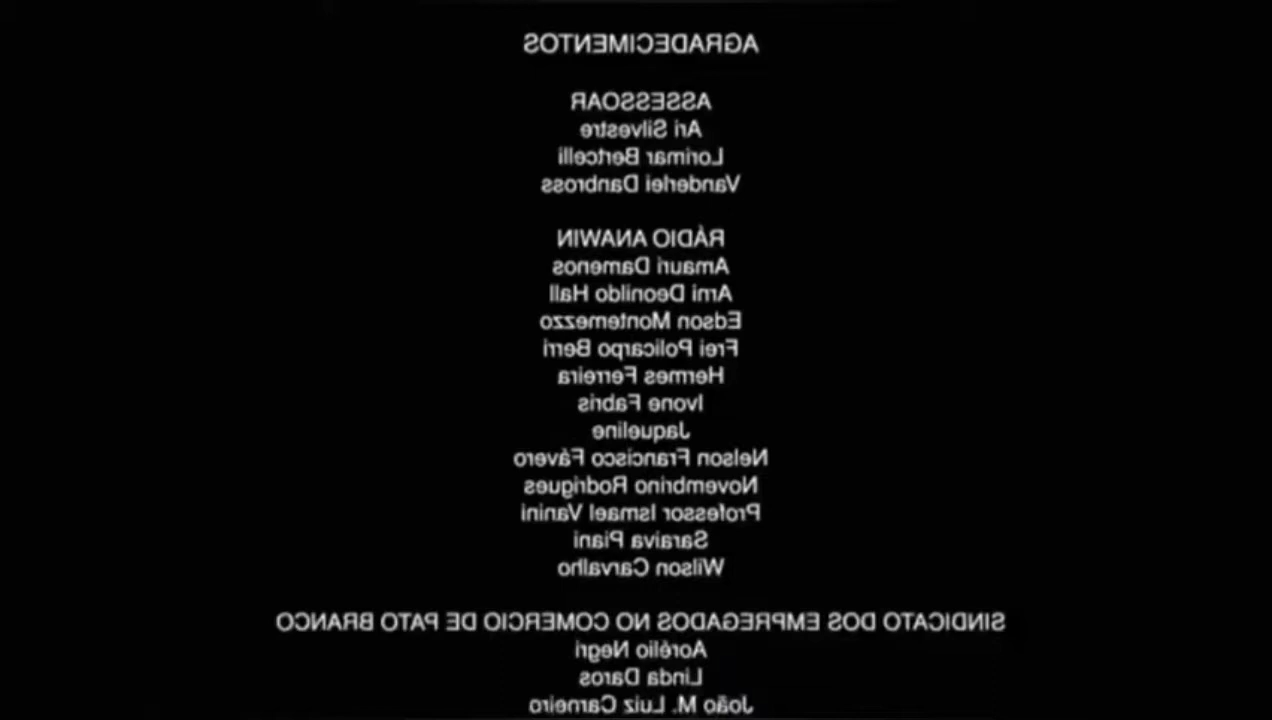 AGRADECIMENTOS
ASSESSOAR
Ari Silvestre
Lorimar Bertcelli
Vanderlei Danbross
RÁDIO ANAWIN
Amauri Damenos
Arni Deonildo Hall
Edson Montemezzo
Frei Policarpo Berri
Hermes Ferreira
Ivone Fabris
Jaqueline
Nelson Francisco Fávero
Novembrino Rodrigues
Professor Ismael Vanini
Saraiva Piani
Wilson Carvalho
SINDICATO DOS EMPREGADOS NO COMERCIO DE PATO BRANCO
Aorélio Negri
Linda Daros
João M. Luiz Carneiro